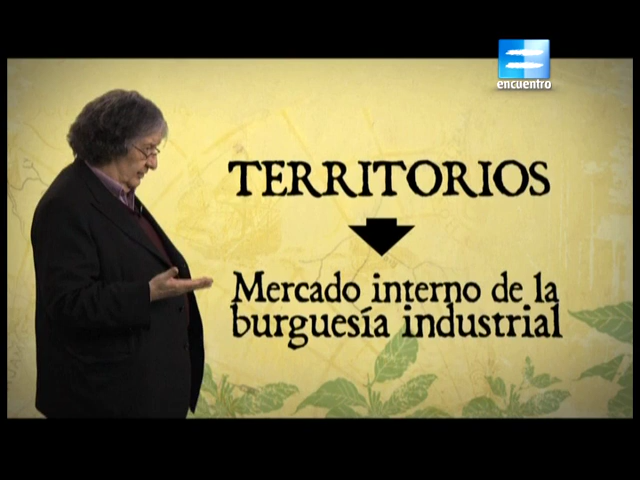 encuentro
TERRITORIOS
Mercado interno de la
burguesía industrial